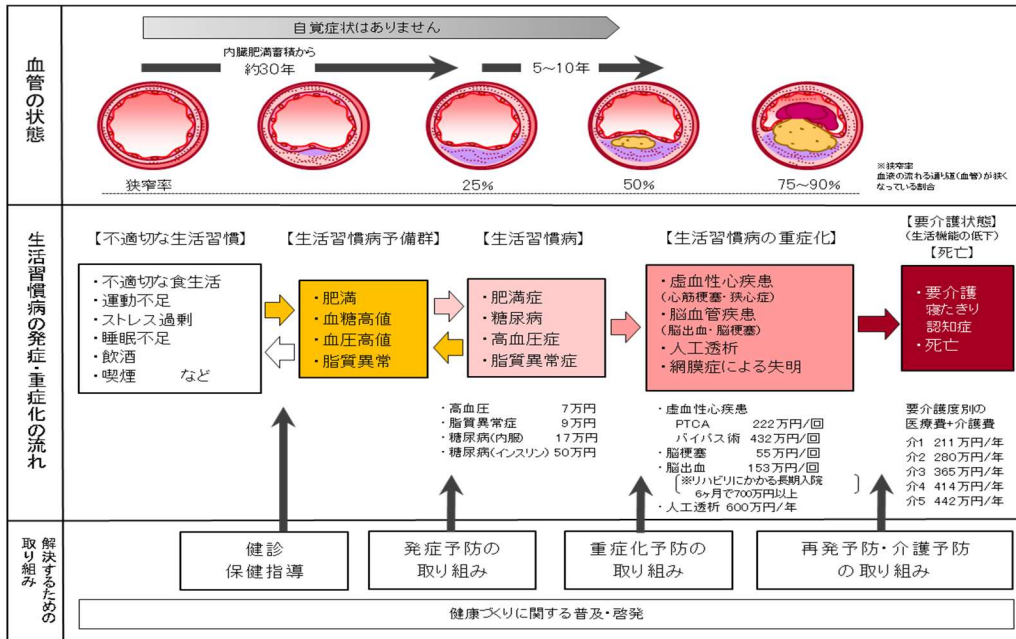 血管の状態
自覚症状はありません
内臓肥満蓄積から
約30年
5～10年
狭窄率
25%
50%
75～90%
※狭窄率
血液の流れる通り道(血管)が狭く
なっている割合
生活習慣病の発症・重症化の流れ
【不適切な生活習慣】
・不適切な食生活
・運動不足
・ストレス過剰
・睡眠不足
・飲酒
・喫煙 など
【生活習慣病予備群】
・肥満
・血糖高値
・血圧高値
・脂質異常
【生活習慣病】
・肥満症
・糖尿病
・高血圧症
・脂質異常症
【生活習慣病の重症化】
・虚血性心疾患
(心筋梗塞・狭心症)
・脳血管疾患
(脳出血・脳梗塞)
・人工透析
・網膜症による失明
【要介護状態】
(生活機能の低下)
【死亡】
・要介護
寝たきり
認知症
・死亡
・高血圧 7万円
・脂質異常症 9万円
・糖尿病(内服) 17万円
・糖尿病(インスリン) 50万円
・虚血性心疾患
PTCA 222万円/回
バイパス術 432万円/回
・脳梗塞 55万円/回
・脳出血 153万円/回
※リハビリにかかる長期入院
6ヶ月で700万円以上
・人工透析 600万円/年
要介護度別の
医療費+介護費
介1 211万円/年
介2 280万円/年
介3 365万円/年
介4 414万円/年
介5 442万円/年
解決するための
取り組み
健診
保健指導
発症予防の
取り組み
重症化予防の
取り組み
再発予防・介護予防
の取り組み
健康づくりに関する普及・啓発